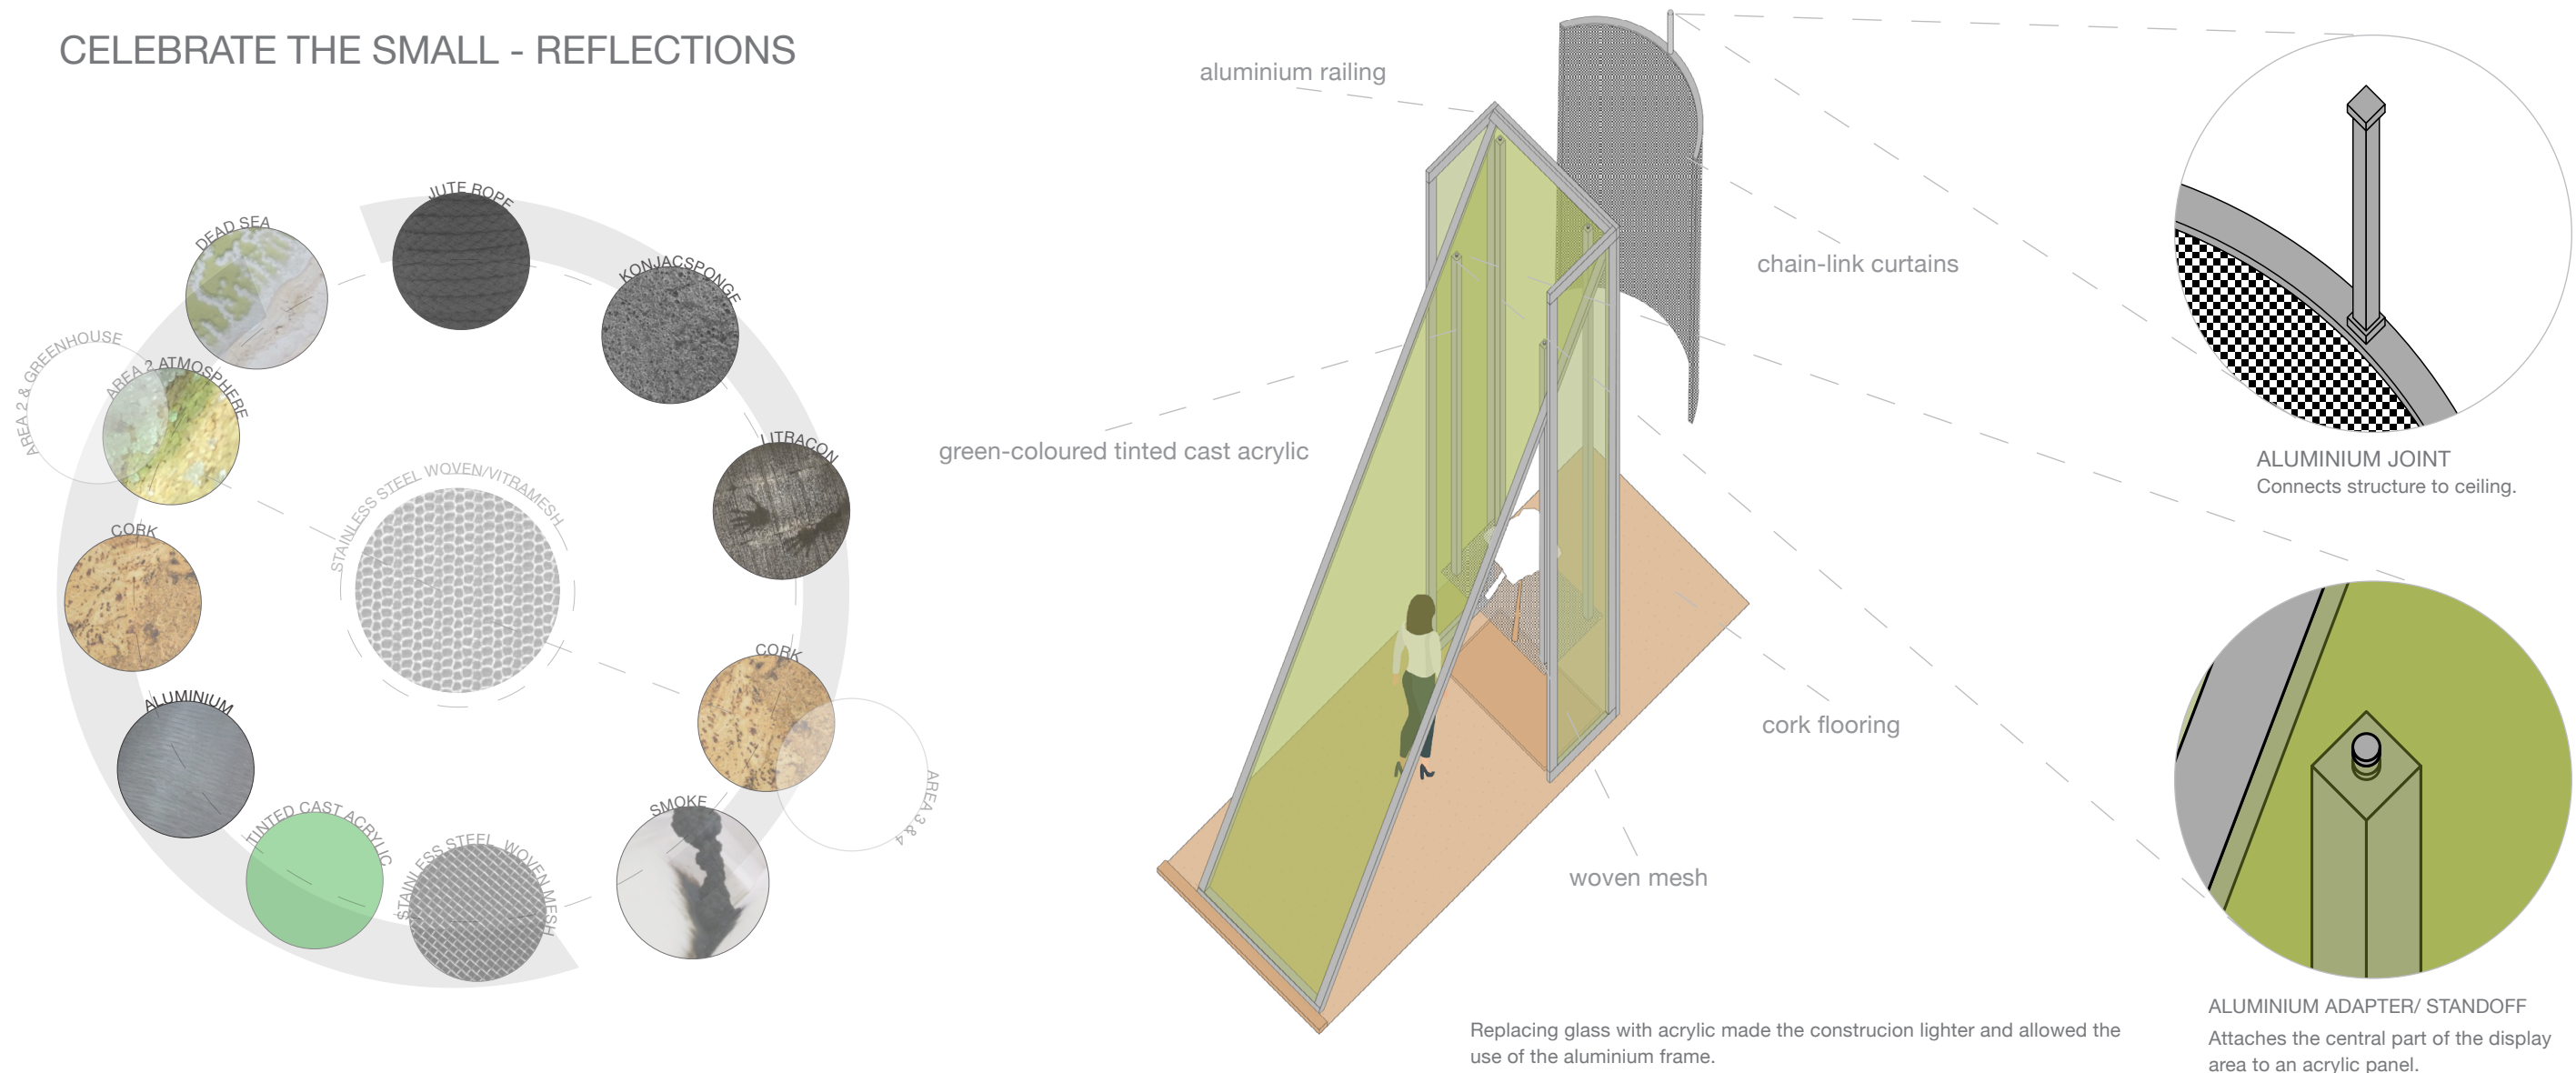 CELEBRATE THE SMALL - REFLECTIONS
JUTE ROPE
KONJACSPONGE
LITRACON
CORK
AREA 3 & 4
SMOKE
STAINLESS STEEL WOVEN MESH
TINTED CAST ACRYLIC
ALUMINIUM
CORK
AREA 2 ATMOSPHERE
AREA 2 & GREENHOUSE
DEAD SEA
STAINLESS STEEL WOVEN/VITRAMESH
aluminium railing
chain-link curtains
green-coloured tinted cast acrylic
cork flooring
woven mesh
Replacing glass with acrylic made the construcion lighter and allowed the
use of the aluminium frame.
ALUMINIUM JOINT
Connects structure to ceiling.
ALUMINIUM ADAPTER/ STANDOFF
Attaches the central part of the display
area to an acrylic panel.